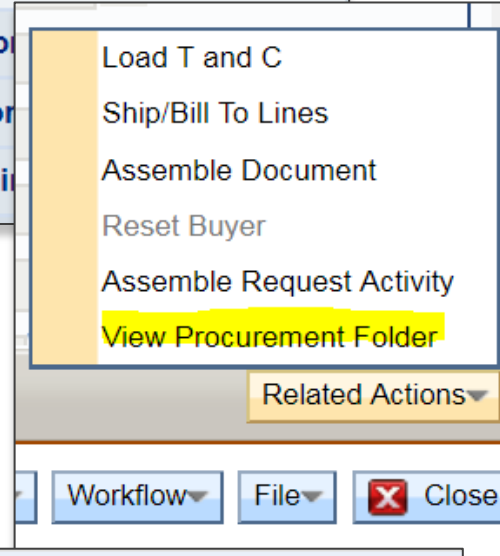 Load T and C
Ship/Bill To Lines
Assemble Document
Reset Buyer
Assemble Request Activity
View Procurement Folder
Related Actions
Workflow
File
Close